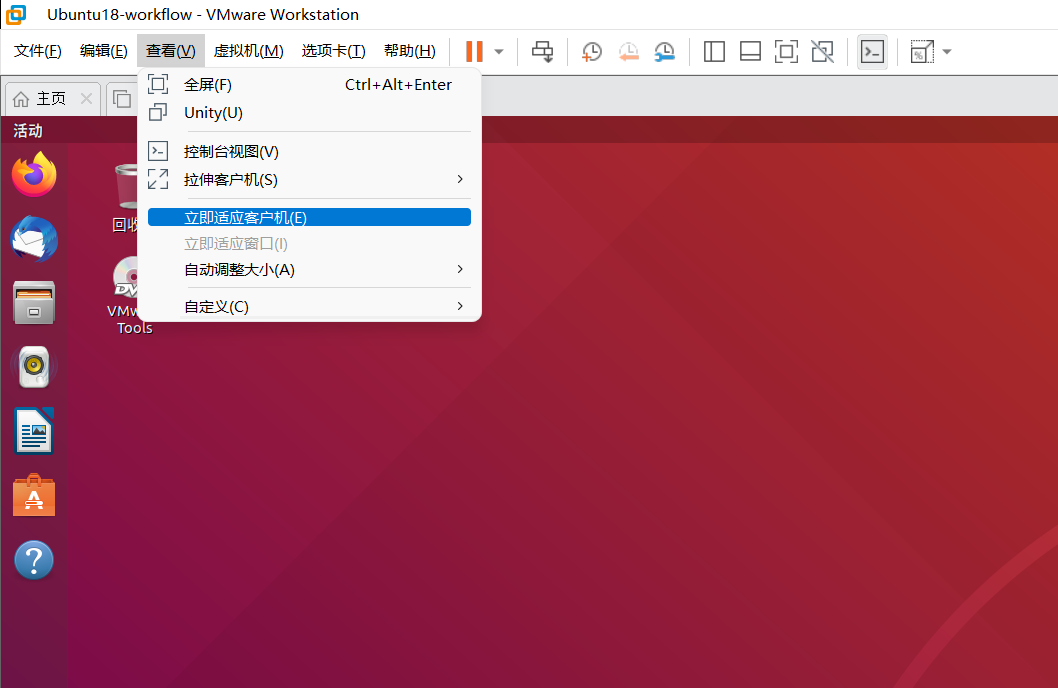 Ubuntu18-workflow - VMware Workstation
文件(F) 编辑(E) 查看(V) 虚拟机(M) 选项卡(T) 帮助(H)
主页
全屏(F) Ctrl+Alt+Enter
Unity(U)
控制台视图(V)
拉伸客户机(S)
立即适应客户机(E)
立即适应窗口(I)
自动调整大小(A)
自定义(C)
活动
回收
VMw
Tools